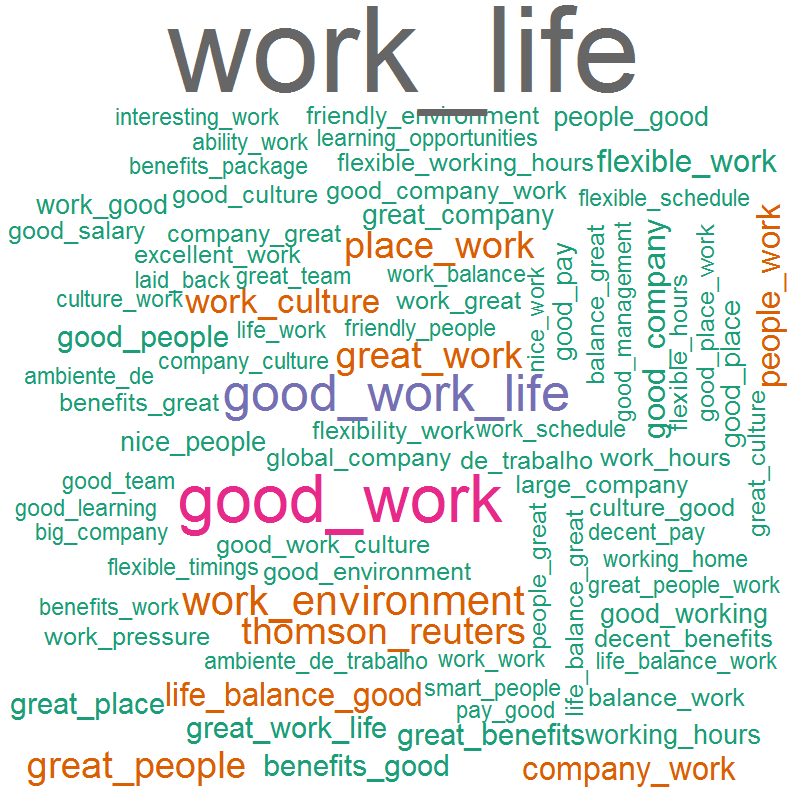 work_life
interesting_work
friendly_environment
people_good
ability_work
learning_opportunities
benefits_package
flexible_working_hours
flexible_work
work_good
good_culture
good_company_work
flexible_schedule
good_salary
company_great
great_company
excellent_work
place_work
laid_back
great_team
work_balance
culture_work
work_culture
work_great
good_people
life_work
friendly_people
company_culture
great_work
ambiente_de
benefits_great
good_work_life
nice_work
good_pay
balance_great
good_management
good_company
flexible_hours
good_place_work
good_place
people_work
great_culture
nice_people
flexibility_work
work_schedule
global_company
de_trabalho
work_hours
good_team
good_work
large_company
good_learning
culture_good
big_company
decent_pay
good_work_culture
people_great
life_balance_great
working_home
flexible_timings
good_environment
great_people_work
benefits_work
work_environment
good_working
work_pressure
thomson_reuters
decent_benefits
ambiente_de_trabalho
work_work
life_balance_work
great_place
life_balance_good
smart_people
balance_work
pay_good
great_work_life
great_benefits
working_hours
great_people
benefits_good
company_work